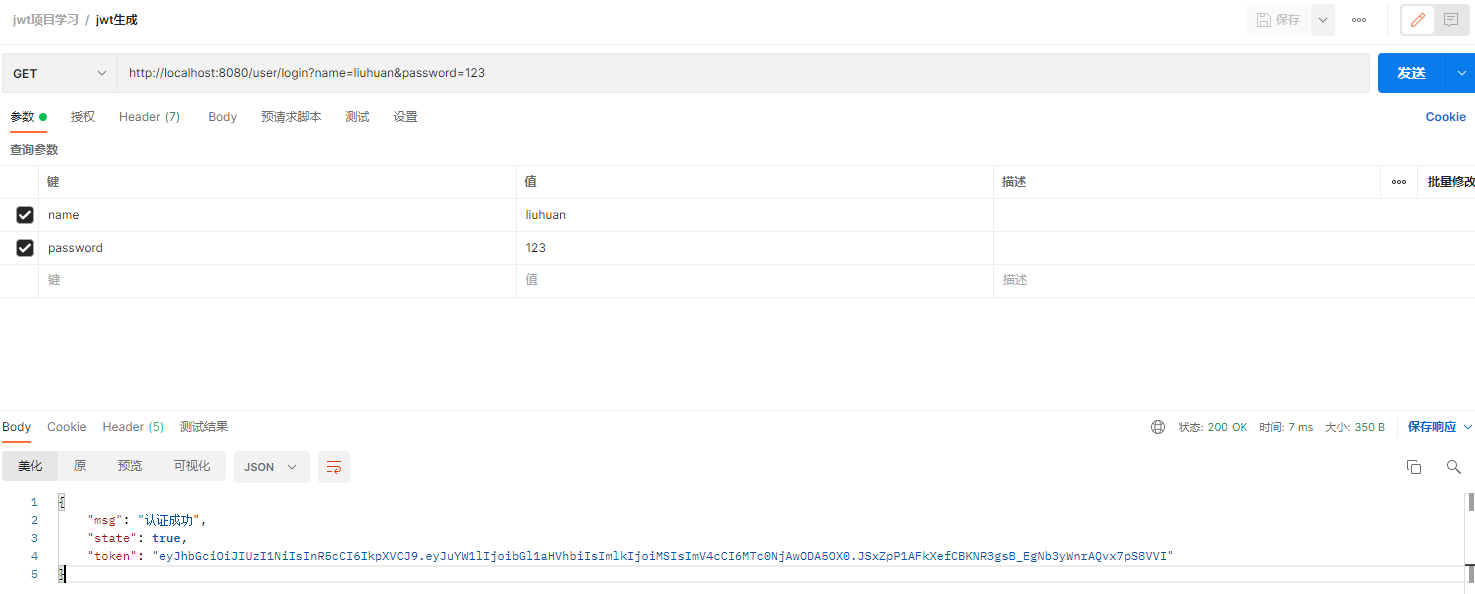 jwt项目学习 / jwt生成
保存
GET http://localhost:8080/user/login?name=liuhuan&password=123 发送
参数 授权 Header (7) Body 预请求脚本 测试 设置 Cookie
查询参数
键 值 描述 批量修改
name liuhuan
password 123
键 值 描述
Body Cookie Header (5) 测试结果 状态: 200 OK 时间: 7 ms 大小: 350 B 保存响应
美化 原 预览 可视化 JSON
1 {
2 "msg": "认证成功",
3 "state": true,
4 "token": "eyJhbGciOiJIUzI1NiIsInR5cCI6IkpXVCJ9.eyJuYW1lIjoibGl1aHVhbiIsImlkIjoiMSIsImV4cCI6MTc0NjAwODA5OX0.JSxZpP1AFkXefCBKNR3gsB_EgNb3yWnrAQvx7pS8VVI"
5 }